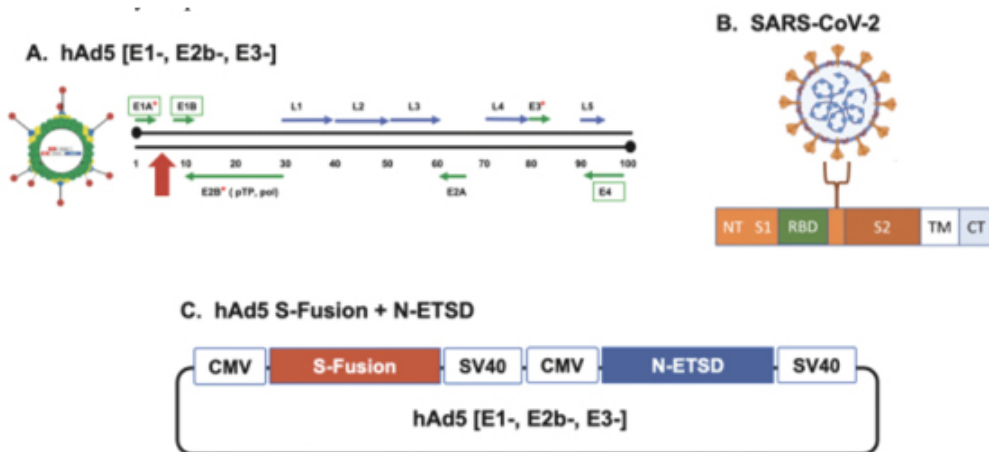 A. hAd5 [E1-, E2b-, E3-]
E1A* E1B L1 L2 L3 L4 E3* L5
1 10 20 30 40 50 60 70 80 90 100
E2B* ( pTP, pol) E2A E4
B. SARS-CoV-2
NT S1 RBD S2 TM CT
C. hAd5 S-Fusion + N-ETSD
CMV S-Fusion SV40 CMV N-ETSD SV40
hAd5 [E1-, E2b-, E3-]